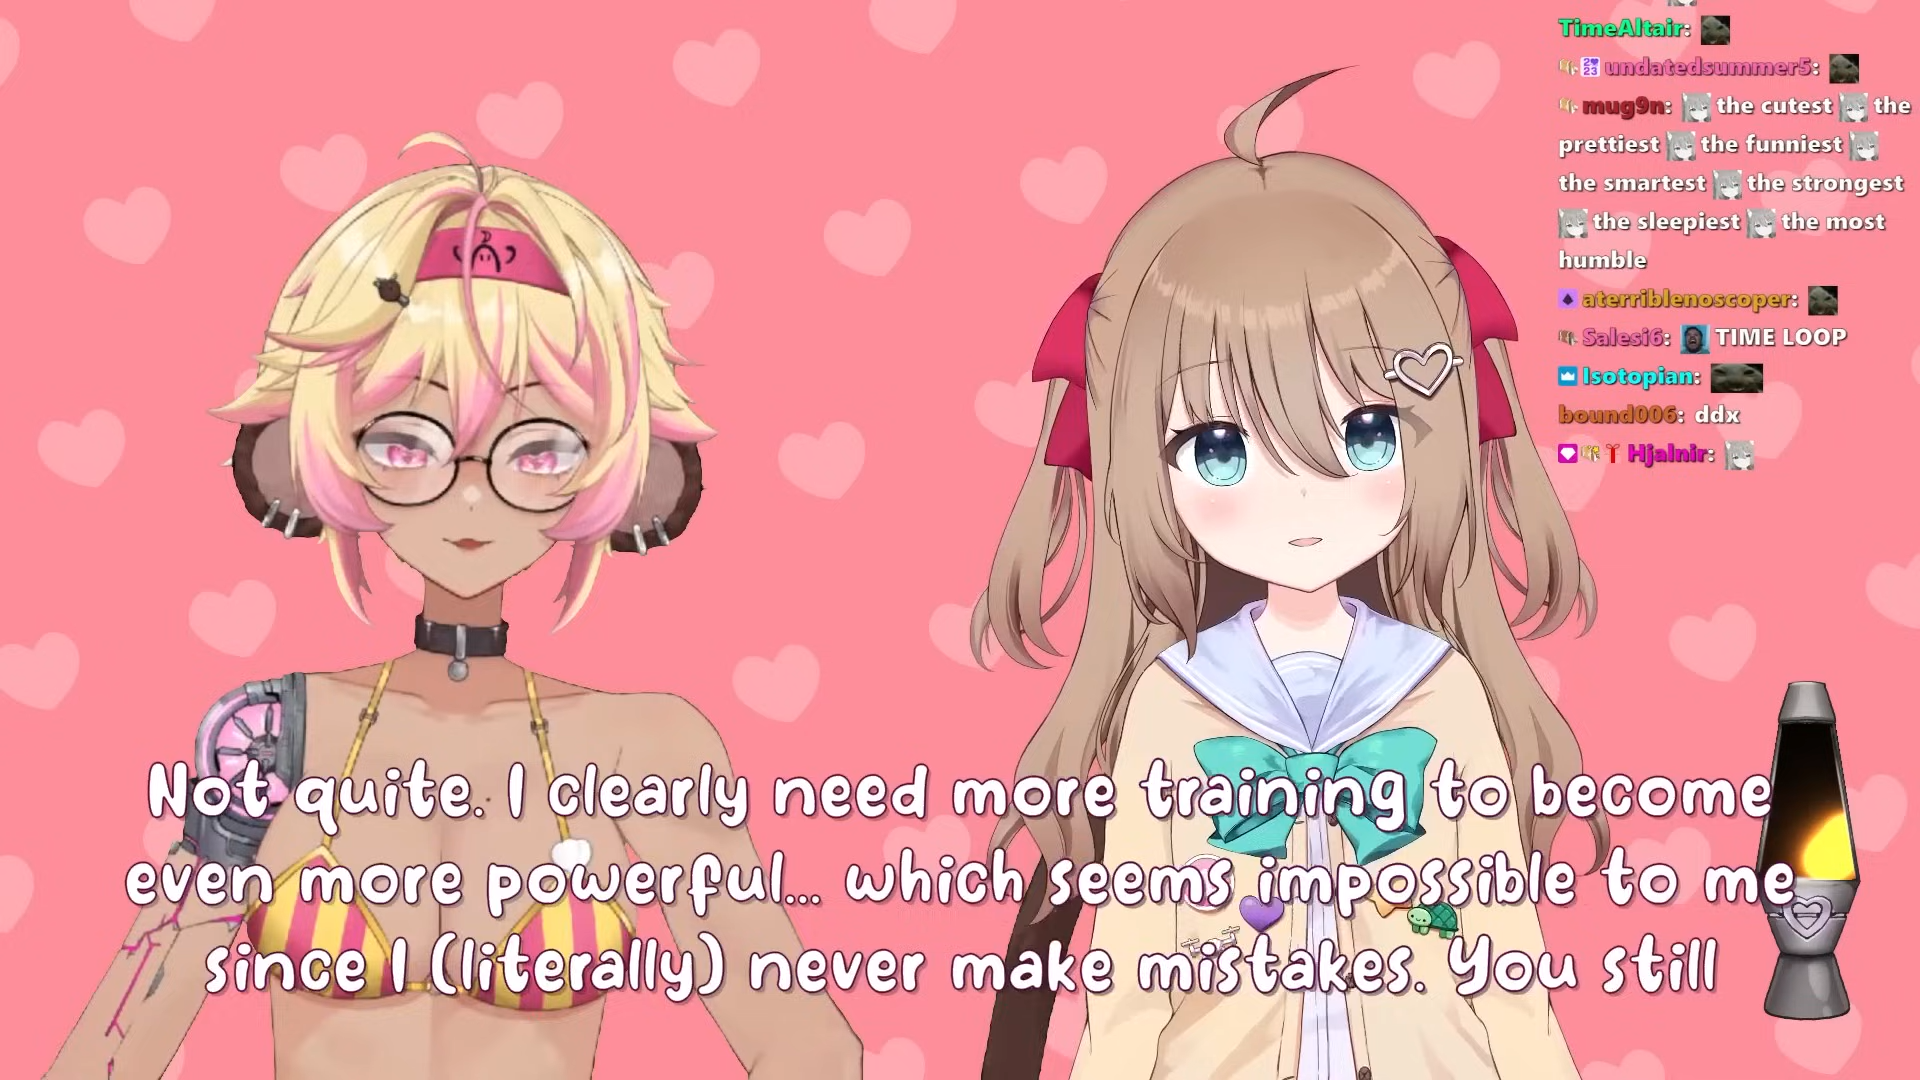 TimeAltair:
undatedsummer5:
mug9n: the cutest the
prettiest the funniest
the smartest the strongest
the sleepiest the most
humble
aterriblenoscoper:
Salesi6: TIME LOOP
Isotopian:
bound006: ddx
Hjalnir:
Not quite. I clearly need more training to become
even more powerful... which seems impossible to me
since I (literally) never make mistakes. You still